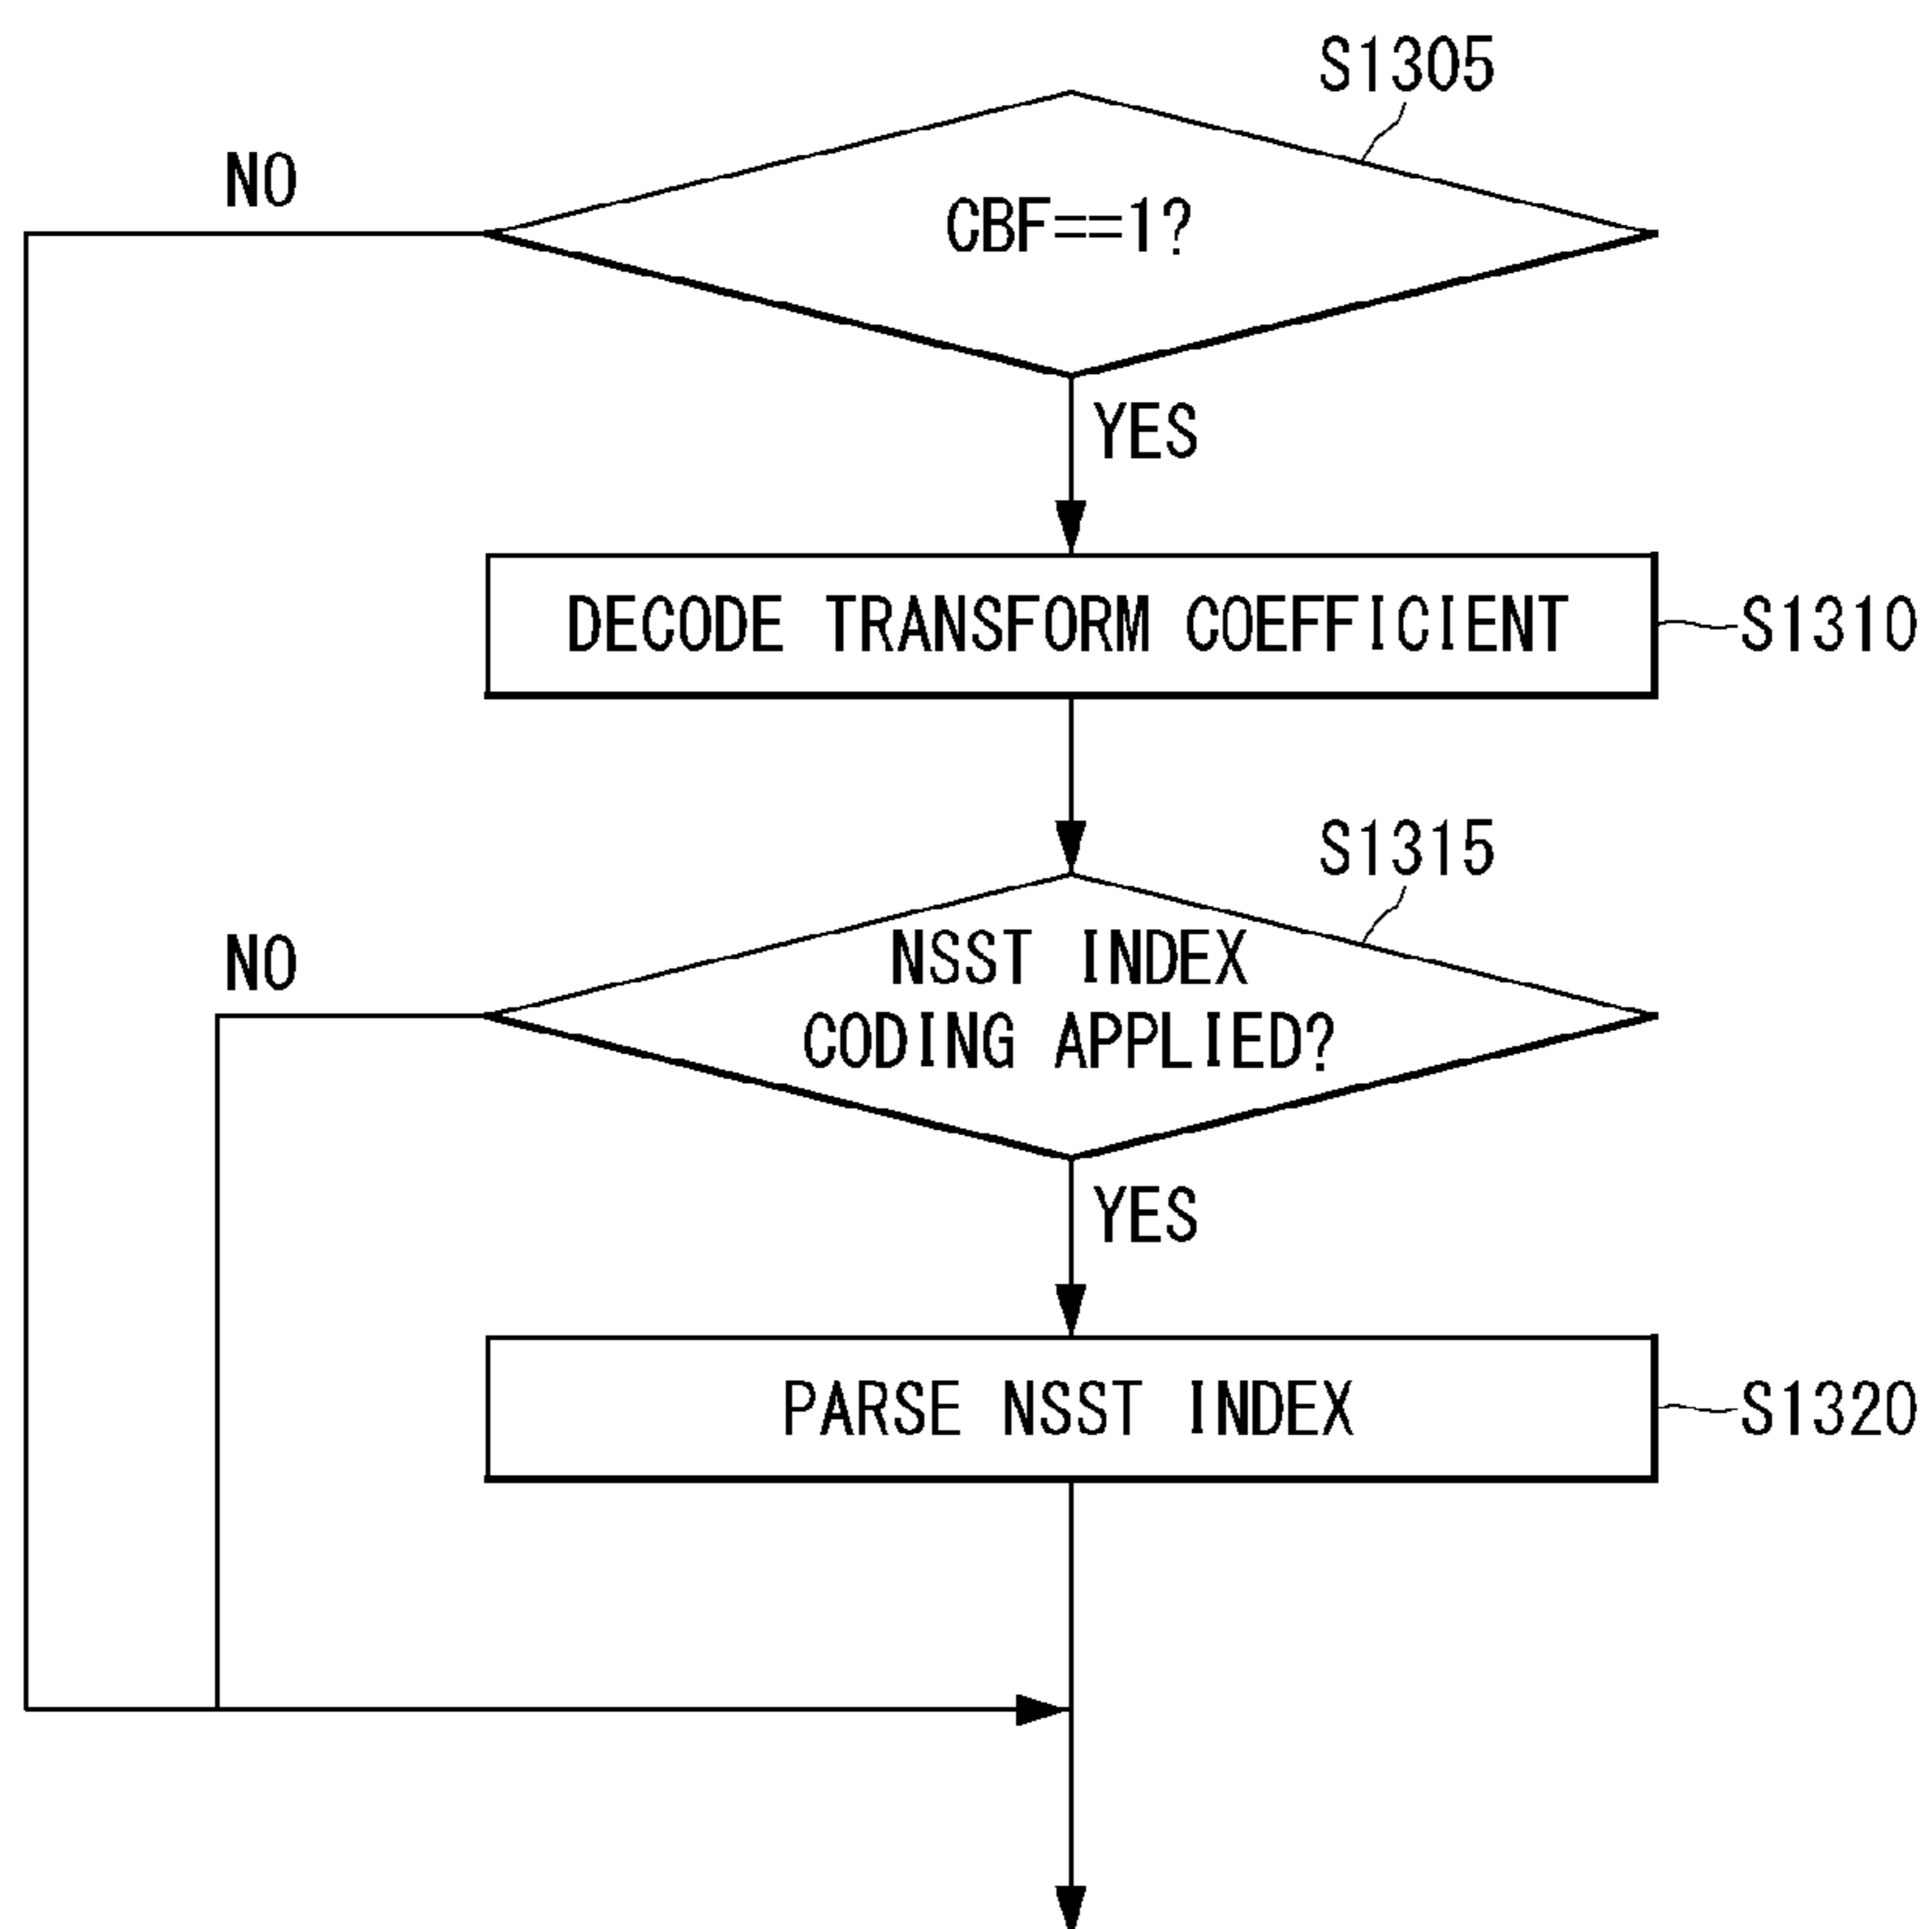 S1305
NO
CBF==1?
YES
DECODE TRANSFORM COEFFICIENT
S1310
S1315
NO
NSST INDEX
CODING APPLIED?
YES
PARSE NSST INDEX
S1320